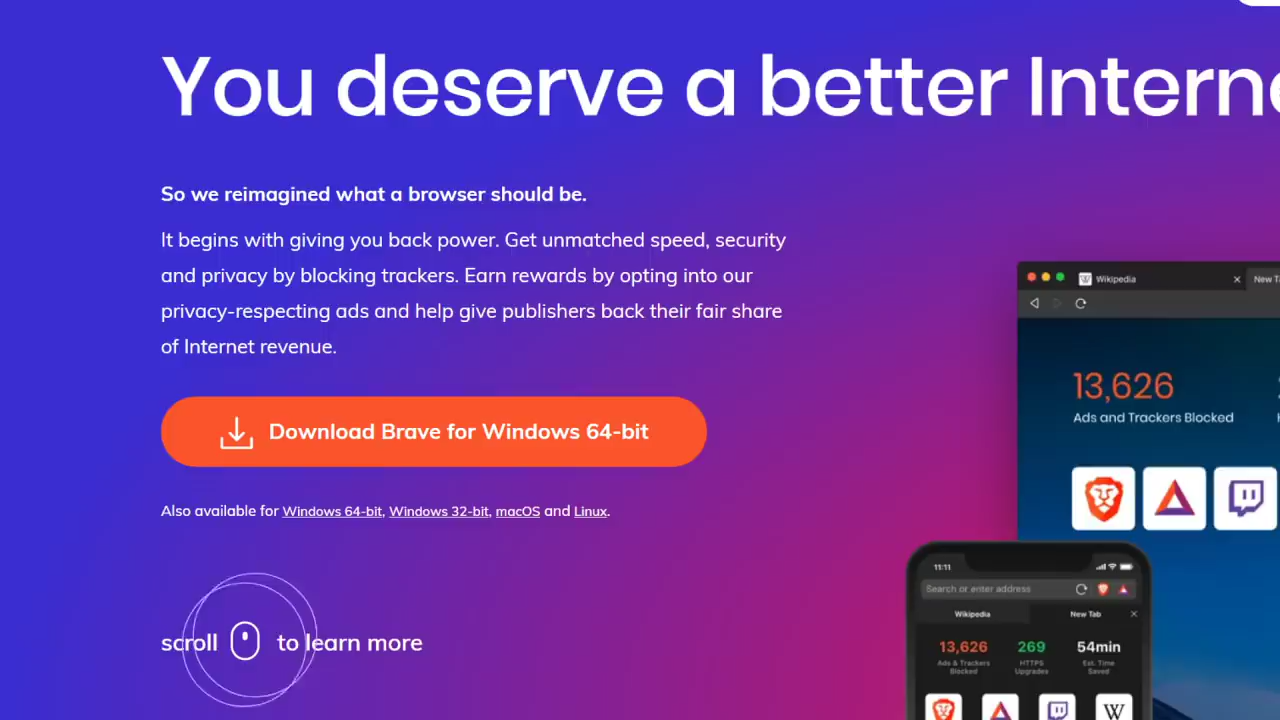 You deserve a better Interne
So we reimagined what a browser should be.
It begins with giving you back power. Get unmatched speed, security
and privacy by blocking trackers. Earn rewards by opting into our
privacy-respecting ads and help give publishers back their fair share
of Internet revenue.
Download Brave for Windows 64-bit
Also available for Windows 64-bit, Windows 32-bit, macOS and Linux.
scroll to learn more
Wikipedia
New Ta
13,626
Ads and Trackers Blocked
11:11
Search or enter address
Wikipedia New Tab
13,626 269 54min
Ads & Trackers Blocked HTTPS Upgrades Est. Time Saved
W